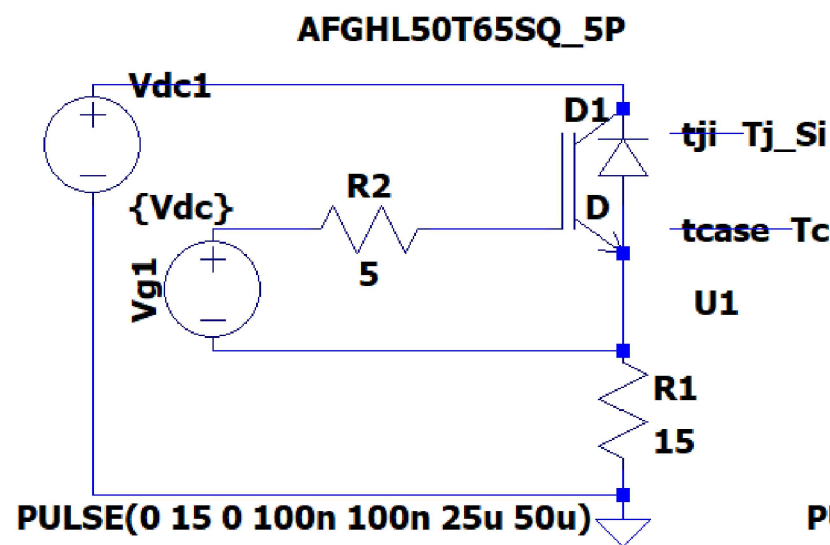 AFGHL50T65SQ_5P
Vdc1
D1
tji Tj_Si
R2
{Vdc}
D
tcase Tc
5
Vg1
U1
R1
15
PULSE(0 15 0 100n 100n 25u 50u)